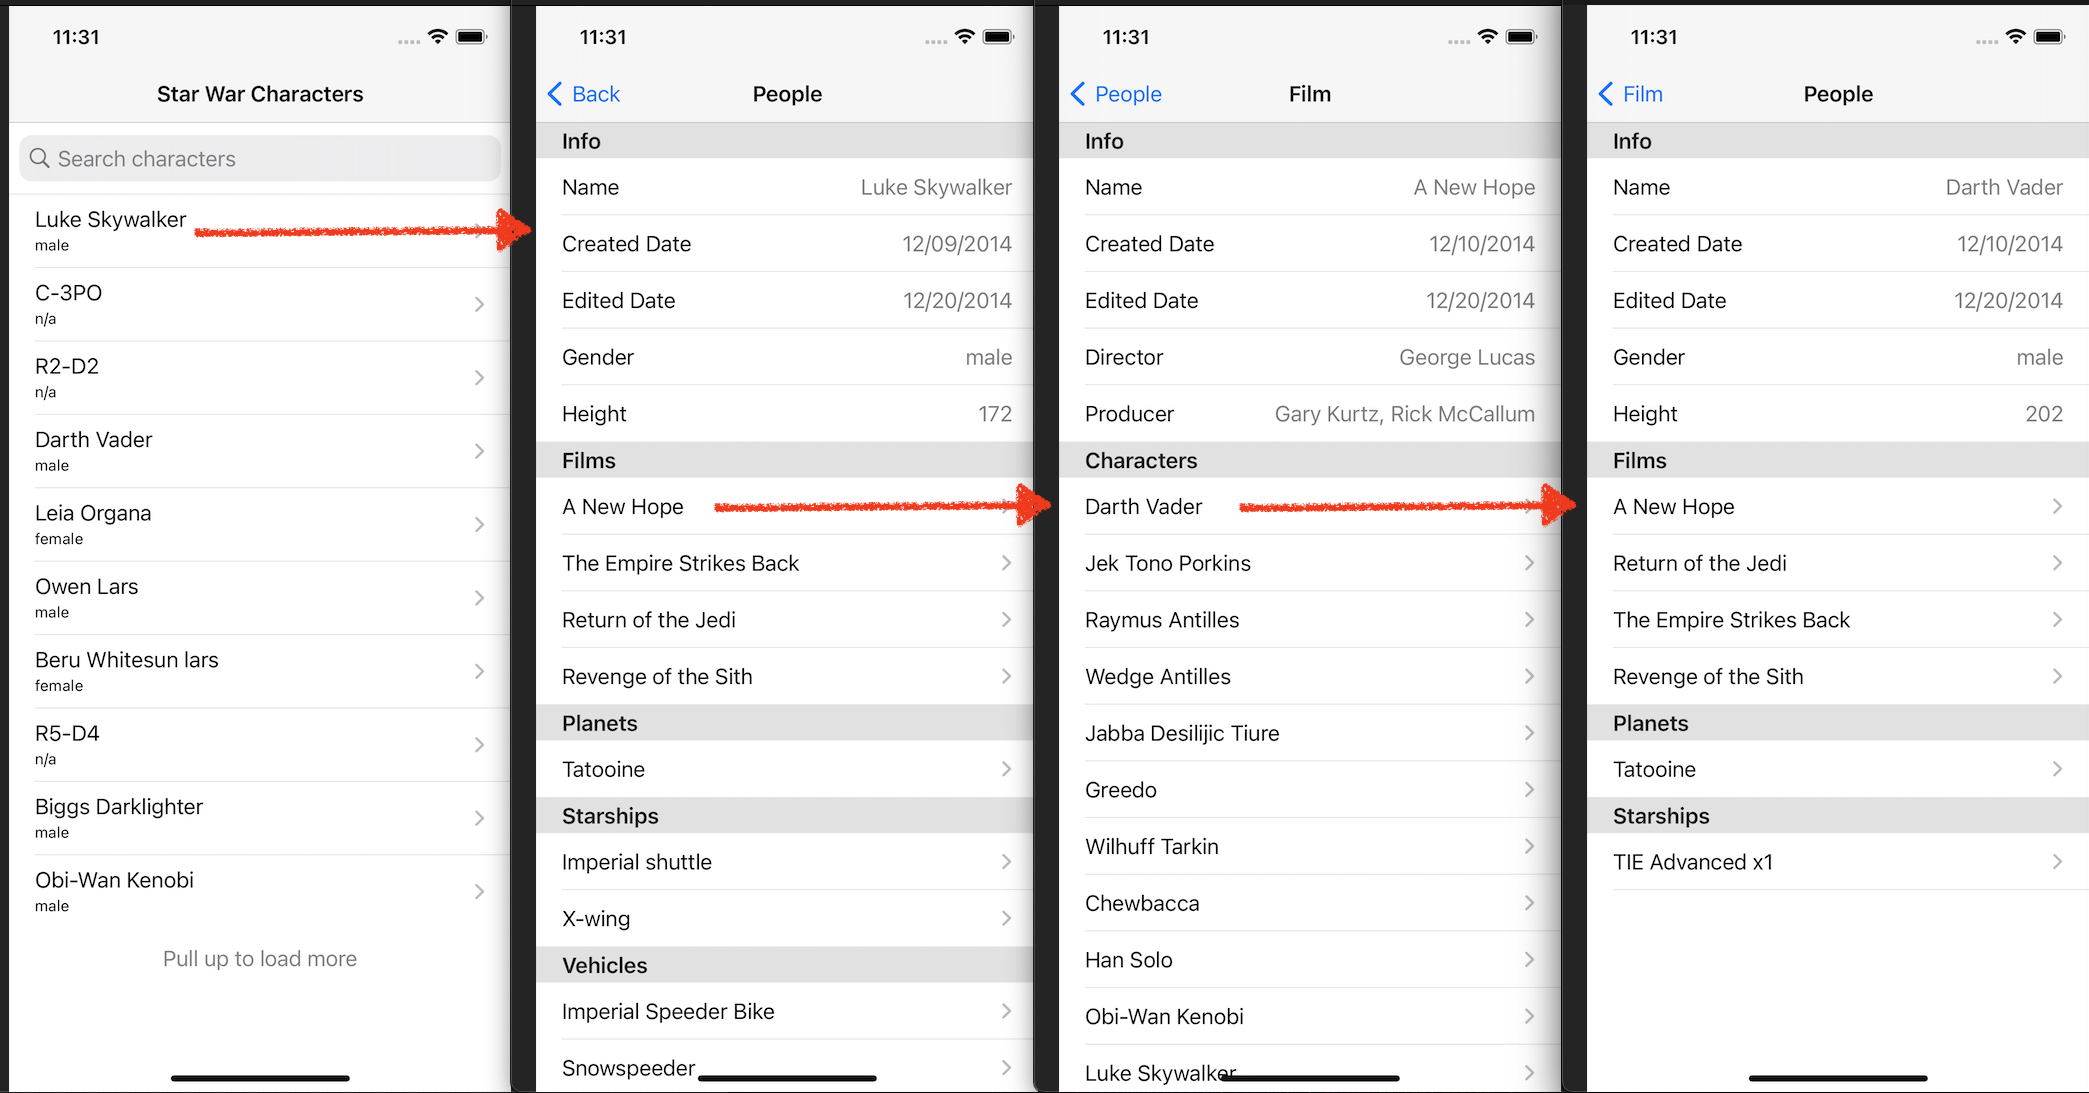 11:31
Star War Characters
Search characters
Luke Skywalker
male
C-3PO
n/a
R2-D2
n/a
Darth Vader
male
Leia Organa
female
Owen Lars
male
Beru Whitesun lars
female
R5-D4
n/a
Biggs Darklighter
male
Obi-Wan Kenobi
male
Pull up to load more
11:31
Back People
Info
Name Luke Skywalker
Created Date 12/09/2014
Edited Date 12/20/2014
Gender male
Height 172
Films
A New Hope
The Empire Strikes Back
Return of the Jedi
Revenge of the Sith
Planets
Tatooine
Starships
Imperial shuttle
X-wing
Vehicles
Imperial Speeder Bike
Snowspeeder
11:31
People Film
Info
Name A New Hope
Created Date 12/10/2014
Edited Date 12/20/2014
Director George Lucas
Producer Gary Kurtz, Rick McCallum
Characters
Darth Vader
Jek Tono Porkins
Raymus Antilles
Wedge Antilles
Jabba Desilijic Tiure
Greedo
Wilhuff Tarkin
Chewbacca
Han Solo
Obi-Wan Kenobi
Luke Skywalker
11:31
Film People
Info
Name Darth Vader
Created Date 12/10/2014
Edited Date 12/20/2014
Gender male
Height 202
Films
A New Hope
Return of the Jedi
The Empire Strikes Back
Revenge of the Sith
Planets
Tatooine
Starships
TIE Advanced x1